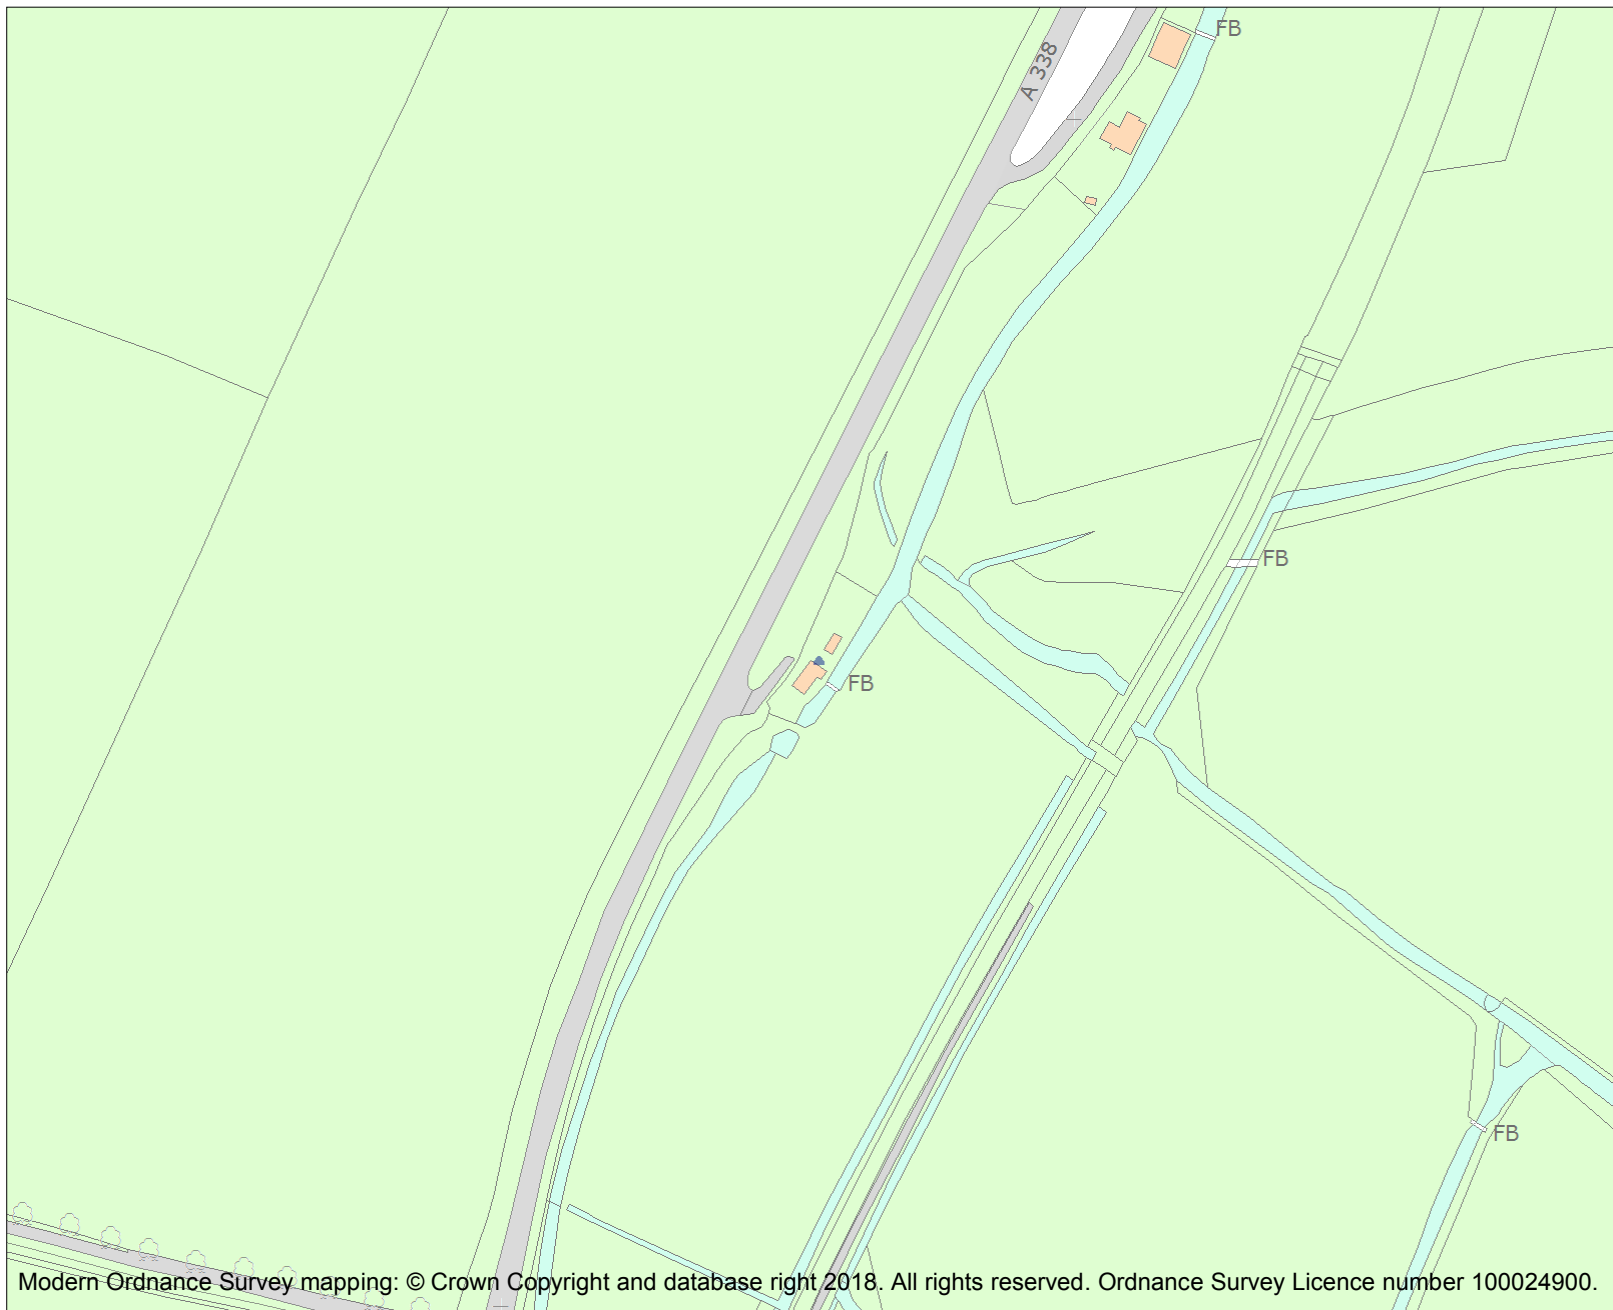 FB
A 338
FB
FB
FB
Modern Ordnance Survey mapping: © Crown Copyright and database right 2018. All rights reserved. Ordnance Survey Licence number 100024900.